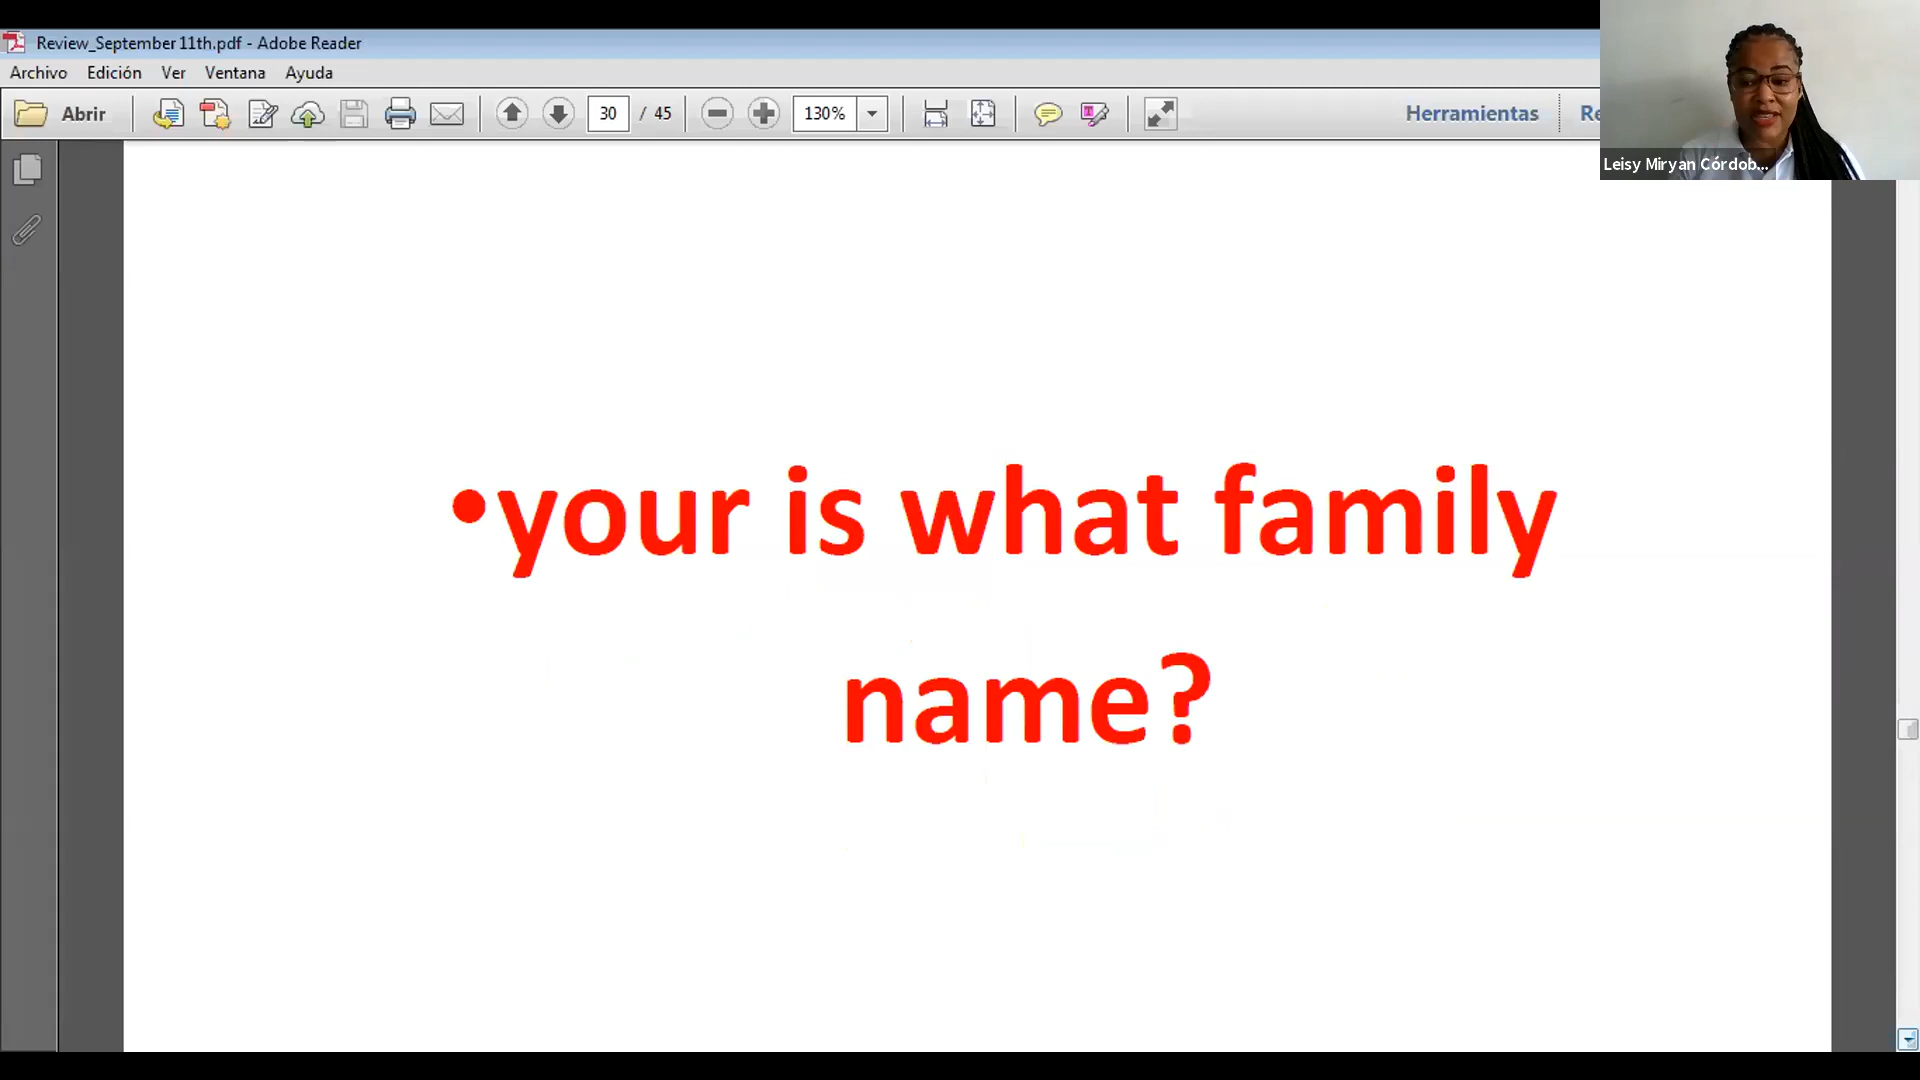 Review_September 11th.pdf - Adobe Reader
Archivo Edición Ver Ventana Ayuda
Abrir 30 / 45 130% Herramientas
Leisy Miryan Córdob...
•your is what family
name?